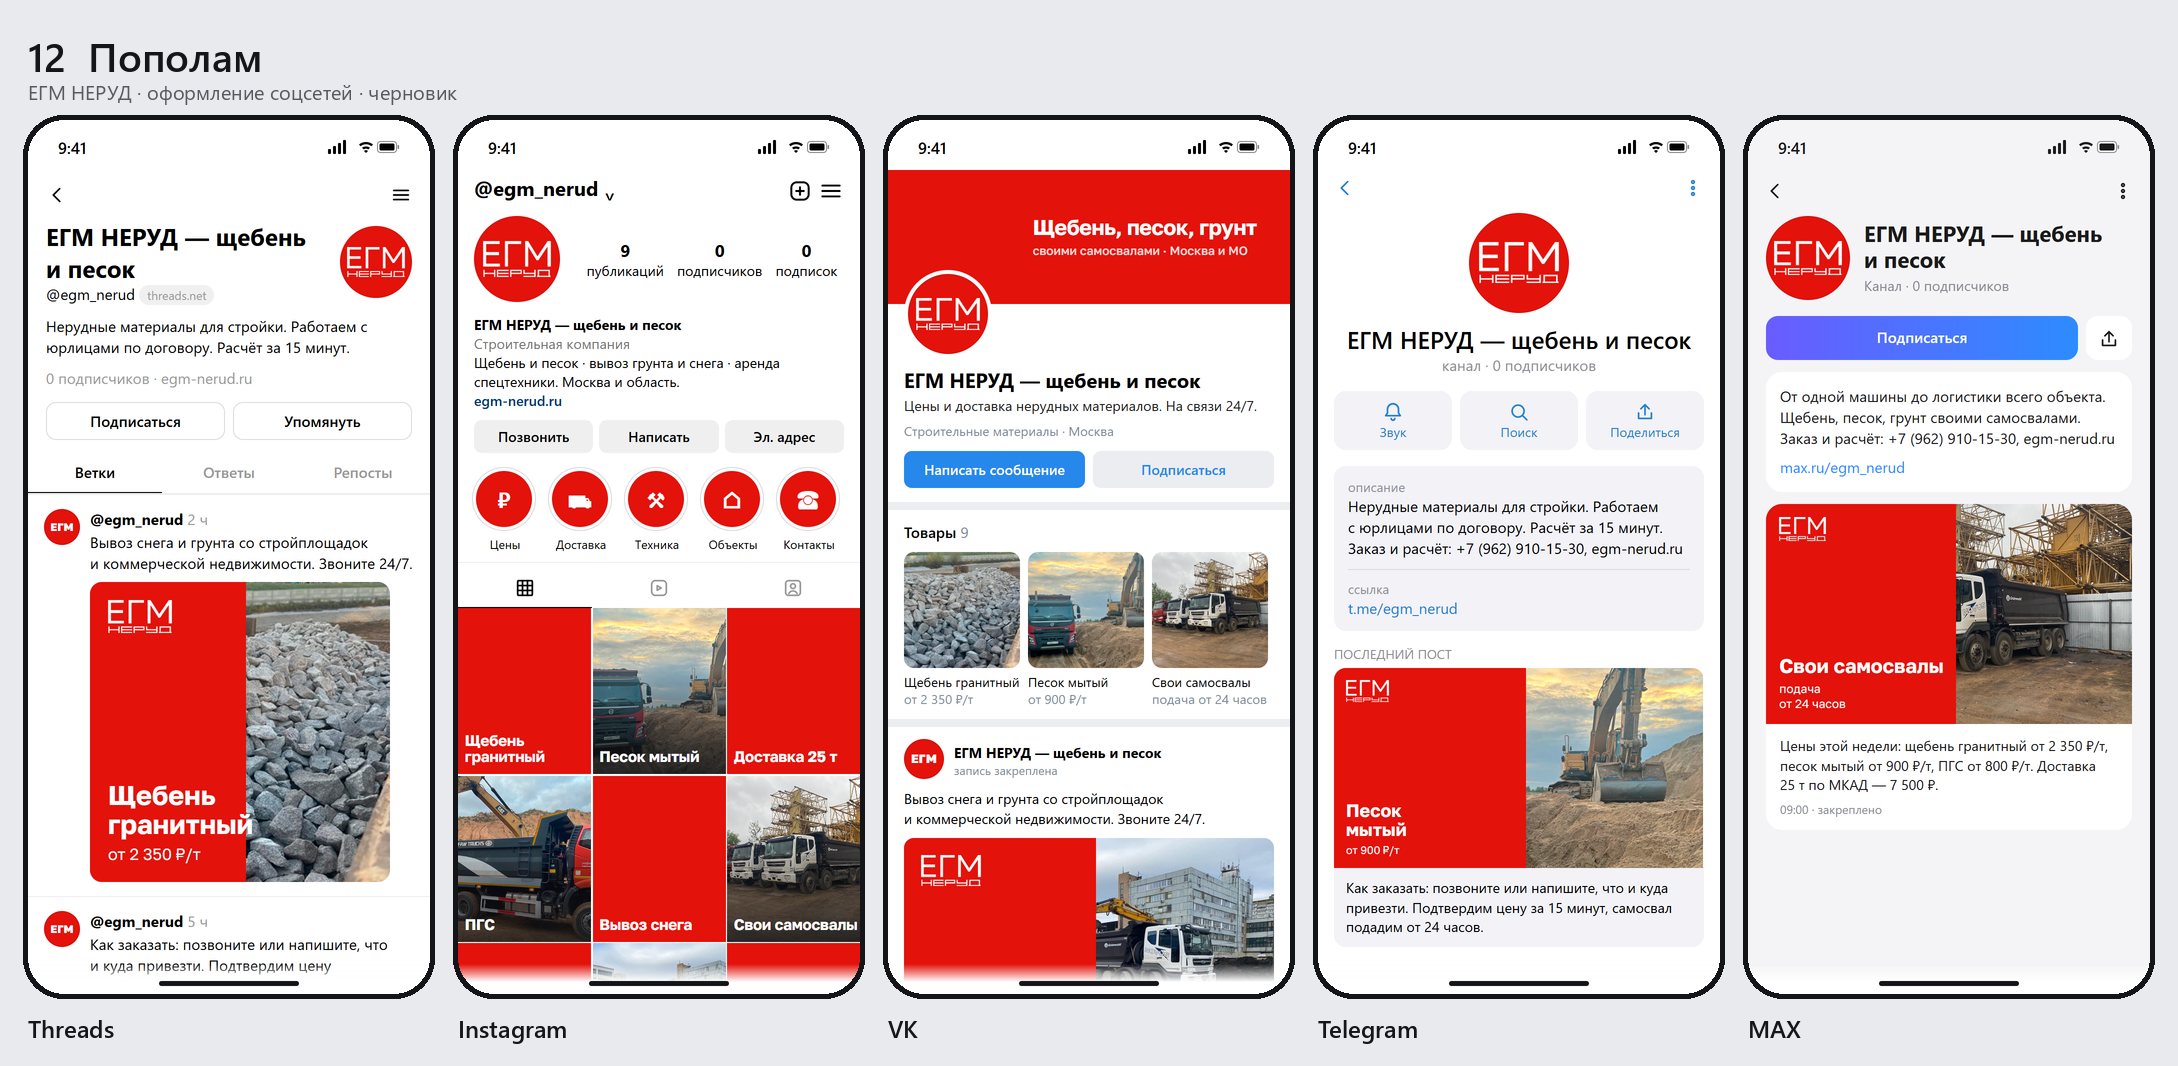 12 Пополам
ЕГМ НЕРУД · оформление соцсетей · черновик
9:41
ЕГМ НЕРУД — щебень
и песок
ЕГМ
НЕРУД
@egm_nerud threads.net
Нерудные материалы для стройки. Работаем с
юрлицами по договору. Расчёт за 15 минут.
0 подписчиков · egm-nerud.ru
Подписаться
Упомянуть
Ветки
Ответы
Репосты
ЕГМ
@egm_nerud 2 ч
Вывоз снега и грунта со стройплощадок
и коммерческой недвижимости. Звоните 24/7.
ЕГМ
НЕРУД
Щебень
гранитный
от 2 350 ₽/т
ЕГМ
@egm_nerud 5 ч
Как заказать: позвоните или напишите, что
и куда привезти. Подтвердим цену
Threads
9:41
@egm_nerud
ЕГМ
НЕРУД
9
публикаций
0
подписчиков
0
подписок
ЕГМ НЕРУД — щебень и песок
Строительная компания
Щебень и песок · вывоз грунта и снега · аренда
спецтехники. Москва и область.
egm-nerud.ru
Позвонить
Написать
Эл. адрес
₽
Цены
Доставка
Техника
Объекты
Контакты
Щебень
гранитный
Песок мытый
Доставка 25 т
ПГС
Вывоз снега
Свои самосвалы
Instagram
9:41
Щебень, песок, грунт
своими самосвалами · Москва и МО
ЕГМ
НЕРУД
ЕГМ НЕРУД — щебень и песок
Цены и доставка нерудных материалов. На связи 24/7.
Строительные материалы · Москва
Написать сообщение
Подписаться
Товары 9
Щебень гранитный
от 2 350 ₽/т
Песок мытый
от 900 ₽/т
Свои самосвалы
подача от 24 часов
ЕГМ
ЕГМ НЕРУД — щебень и песок
запись закреплена
Вывоз снега и грунта со стройплощадок
и коммерческой недвижимости. Звоните 24/7.
ЕГМ
НЕРУД
VK
9:41
ЕГМ
НЕРУД
ЕГМ НЕРУД — щебень и песок
канал · 0 подписчиков
Звук
Поиск
Поделиться
описание
Нерудные материалы для стройки. Работаем
с юрлицами по договору. Расчёт за 15 минут.
Заказ и расчёт: +7 (962) 910-15-30, egm-nerud.ru
ссылка
t.me/egm_nerud
ПОСЛЕДНИЙ ПОСТ
ЕГМ
НЕРУД
Песок
мытый
от 900 ₽/т
Как заказать: позвоните или напишите, что и куда
привезти. Подтвердим цену за 15 минут, самосвал
подадим от 24 часов.
Telegram
9:41
ЕГМ
НЕРУД
ЕГМ НЕРУД — щебень
и песок
Канал · 0 подписчиков
Подписаться
От одной машины до логистики всего объекта.
Щебень, песок, грунт своими самосвалами.
Заказ и расчёт: +7 (962) 910-15-30, egm-nerud.ru
max.ru/egm_nerud
ЕГМ
НЕРУД
Свои самосвалы
подача
от 24 часов
Цены этой недели: щебень гранитный от 2 350 ₽/т,
песок мытый от 900 ₽/т, ПГС от 800 ₽/т. Доставка
25 т по МКАД — 7 500 ₽.
09:00 · закреплено
MAX